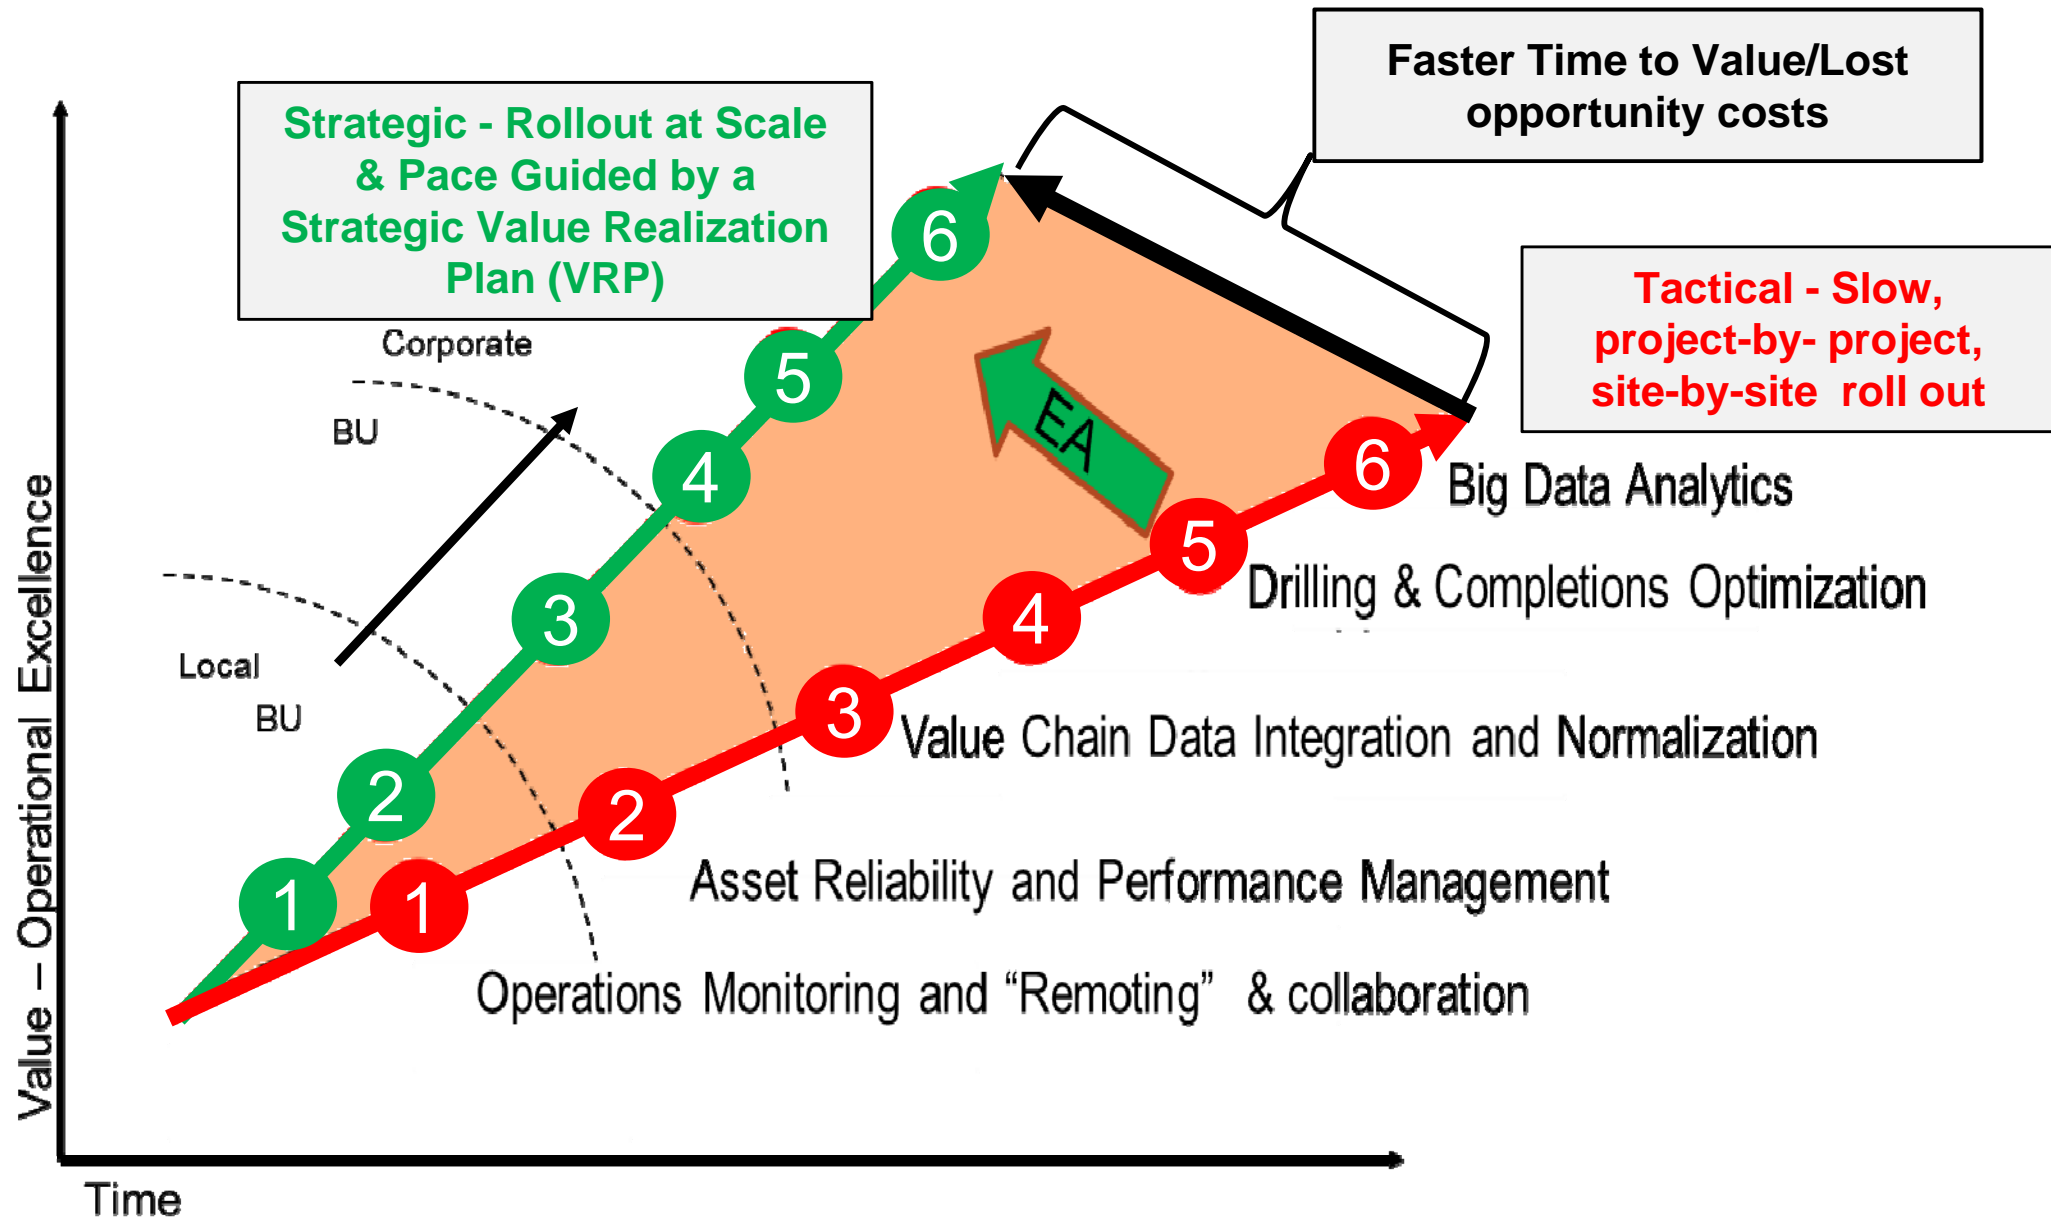 Faster Time to Value/Lost
opportunity costs
Strategic - Rollout at Scale
& Pace Guided by a
Strategic Value Realization
Plan (VRP)
Tactical - Slow,
project-by- project,
site-by-site roll out
Corporate
BU
Local
BU
EA
6
5
4
3
2
1
6
5
4
3
2
1
Big Data Analytics
Drilling & Completions Optimization
Value Chain Data Integration and Normalization
Asset Reliability and Performance Management
Operations Monitoring and “Remoting” & collaboration
Value – Operational Excellence
Time